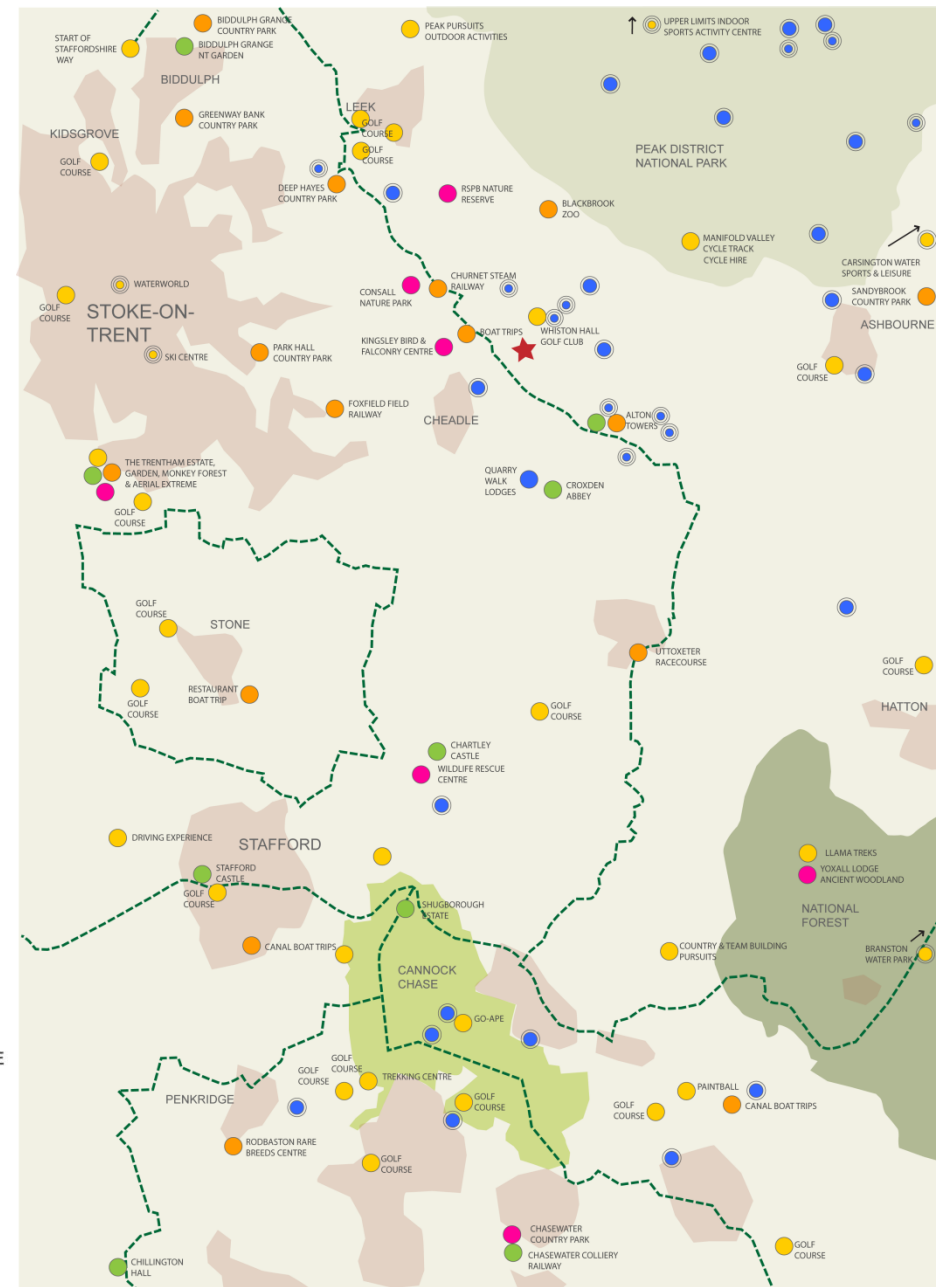 BIDDULPH GRANGE
COUNTRY PARK
START OF
STAFFORDSHIRE
WAY
BIDDULPH GRANGE
NT GARDEN
BIDDULPH
PEAK PURSUITS
OUTDOOR ACTIVITIES
UPPER LIMITS INDOOR
SPORTS ACTIVITY CENTRE
GREENWAY BANK
COUNTRY PARK
KIDSGROVE
GOLF
COURSE
LEEK
GOLF
COURSE
GOLF
COURSE
PEAK DISTRICT
NATIONAL PARK
DEEP HAYES
COUNTRY PARK
RSPB NATURE
RESERVE
BLACKBROOK
ZOO
MANIFOLD VALLEY
CYCLE TRACK
CYCLE HIRE
CARSINGTON WATER
SPORTS & LEISURE
WATERWORLD
GOLF
COURSE
STOKE-ON-
TRENT
CONSALL
NATURE PARK
CHURNET STEAM
RAILWAY
SANDYBROOK
COUNTRY PARK
ASHBOURNE
SKI CENTRE
PARK HALL
COUNTRY PARK
KINGSLEY BIRD &
FALCONRY CENTRE
BOAT TRIPS
WHISTON HALL
GOLF CLUB
GOLF
COURSE
FOXFIELD FIELD
RAILWAY
CHEADLE
ALTON
TOWERS
THE TRENTHAM ESTATE,
GARDEN, MONKEY FOREST
& AERIAL EXTREME
GOLF
COURSE
QUARRY
WALK
LODGES
CROXDEN
ABBEY
GOLF
COURSE
STONE
GOLF
COURSE
RESTAURANT
BOAT TRIP
UTTOXETER
RACECOURSE
GOLF
COURSE
HATTON
GOLF
COURSE
CHARTLEY
CASTLE
WILDLIFE RESCUE
CENTRE
DRIVING EXPERIENCE
STAFFORD
STAFFORD
CASTLE
GOLF
COURSE
SHUGBOROUGH
ESTATE
LLAMA TREKS
YOXALL LODGE
ANCIENT WOODLAND
NATIONAL
FOREST
CANAL BOAT TRIPS
CANNOCK
CHASE
COUNTRY & TEAM BUILDING
PURSUITS
BRANSTON
WATER PARK
GO-APE
E
GOLF
COURSE
GOLF
COURSE
TREKKING CENTRE
PENKRIDGE
GOLF
COURSE
PAINTBALL
GOLF
COURSE
CANAL BOAT TRIPS
RODBASTON RARE
BREEDS CENTRE
GOLF
COURSE
CHASEWATER
COUNTRY PARK
CHASEWATER COLLIERY
RAILWAY
GOLF
COURSE
CHILLINGTON
HALL